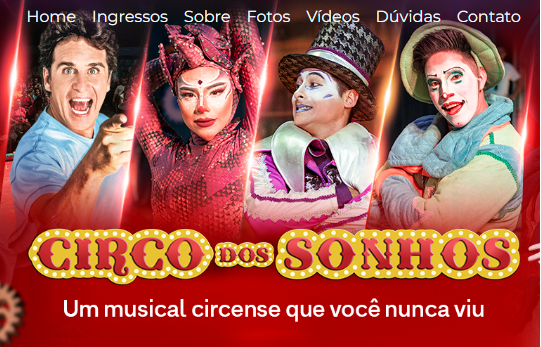 Home Ingressos Sobre Fotos Vídeos Dúvidas Contato
CIRCO DOS SONHOS
Um musical circense que você nunca viu